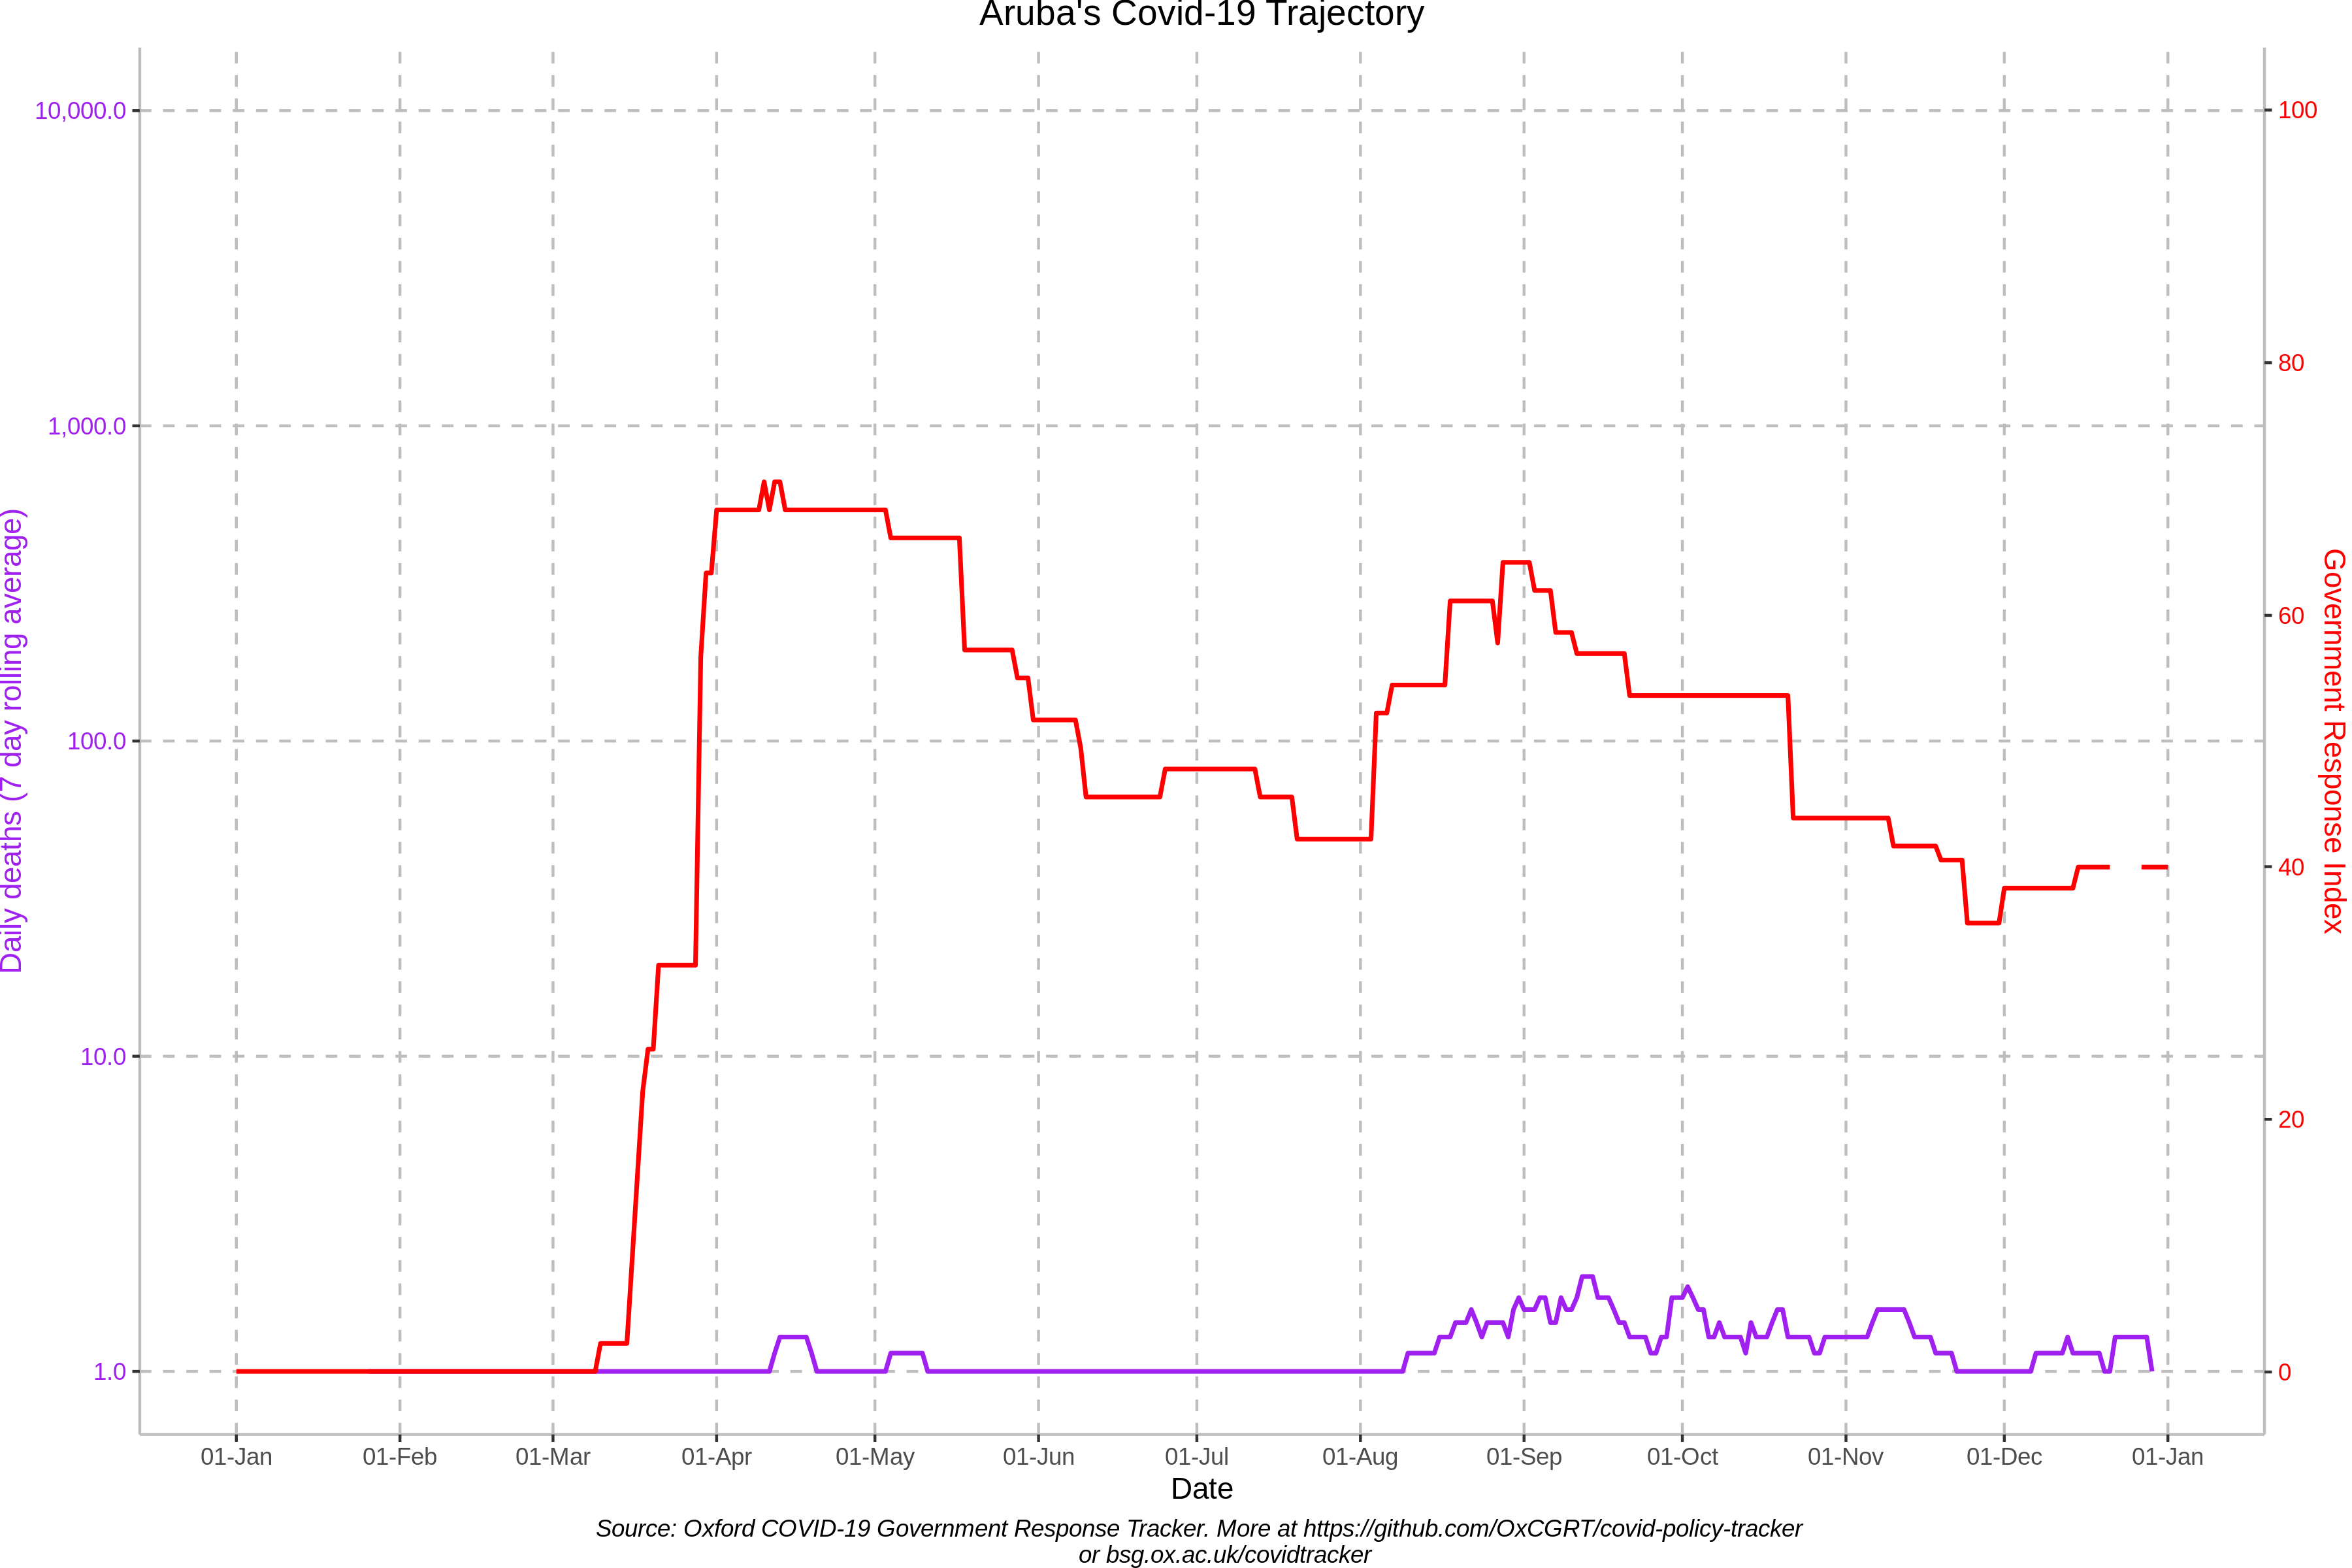 Aruba's Covid-19 Trajectory
Daily deaths (7 day rolling average)
10,000.0
1,000.0
100.0
10.0
1.0
100
80
60
40
20
0
Government Response Index
01-Jan 01-Feb 01-Mar 01-Apr 01-May 01-Jun 01-Jul 01-Aug 01-Sep 01-Oct 01-Nov 01-Dec 01-Jan
Date
Source: Oxford COVID-19 Government Response Tracker. More at https://github.com/OxCGRT/covid-policy-tracker
or bsg.ox.ac.uk/covidtracker